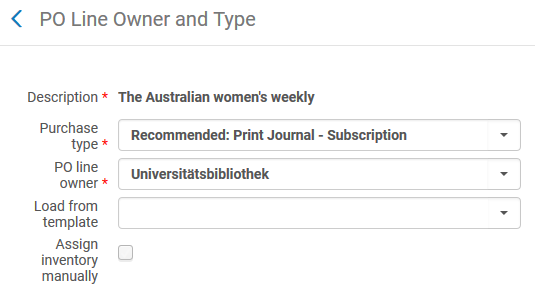 PO Line Owner and Type
Description * The Australian women's weekly
Purchase type * Recommended: Print Journal - Subscription
PO line owner * Universitätsbibliothek
Load from template
Assign inventory manually